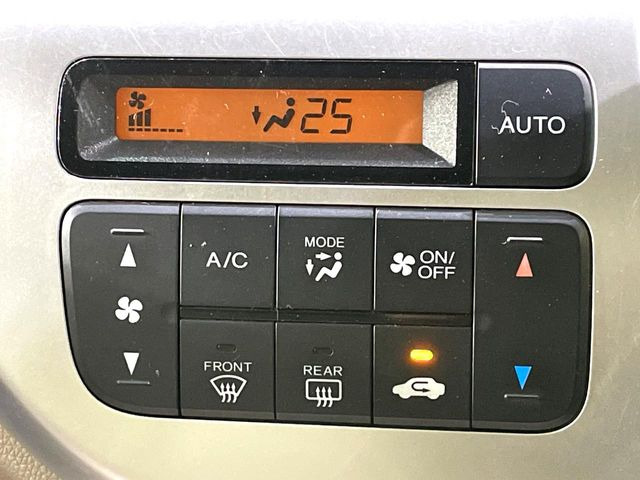 25
AUTO
A/C
MODE
ON/
OFF
FRONT
REAR